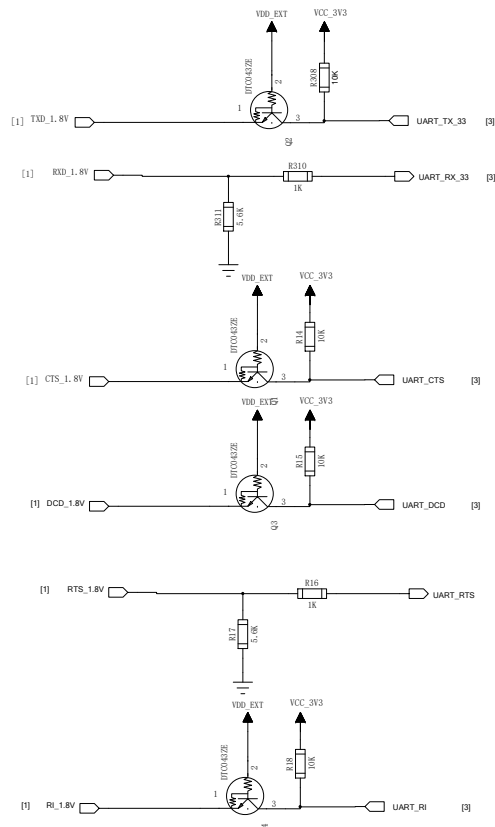 VDD_EXT VCC_3V3
DTC043ZE 2 R308 10K
1 3
[1] TXD_1.8V UART_TX_33 [3]
Q2
[1] RXD_1.8V R310 UART_RX_33 [3]
1K
R311 5.6K
VDD_EXT VCC_3V3
DTC043ZE 2 R14 10K
1 3
[1] CTS_1.8V UART_CTS [3]
VDD_EXT VCC_3V3
DTC043ZE 2 R15 10K
1 3
[1] DCD_1.8V UART_DCD [3]
Q3
[1] RTS_1.8V R16 UART_RTS
1K
R17 5.6K
VDD_EXT VCC_3V3
DTC043ZE 2 R18 10K
1 3
[1] RI_1.8V UART_RI [3]